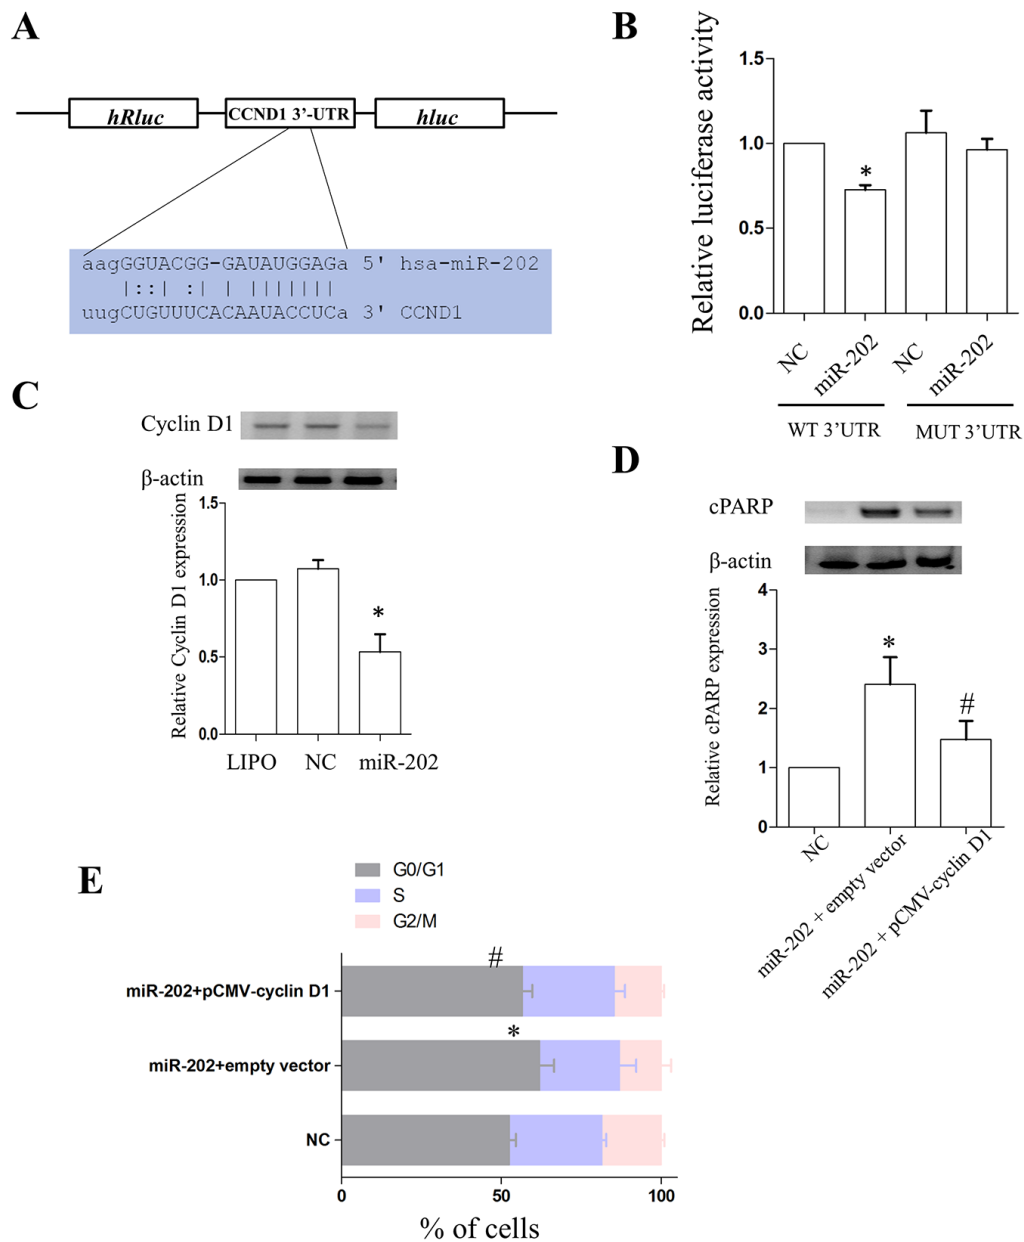 A
hRluc
CCND1 3'-UTR
hluc
aagGGUACGG-GAUAUGGAGa 5' hsa-miR-202
|::| :| | |||||||
uugCUGUUUCACAAUACCUCa 3' CCND1
B
Relative luciferase activity
1.5
1.0
0.5
0.0
*
NC
miR-202
NC
miR-202
WT 3'UTR
MUT 3'UTR
C
Cyclin D1
β-actin
Relative Cyclin D1 expression
1.5
1.0
0.5
0.0
*
LIPO
NC
miR-202
D
cPARP
β-actin
Relative cPARP expression
4
3
2
1
0
*
#
NC
miR-202 + empty vector
miR-202 + pCMV-cyclin D1
E
G0/G1
S
G2/M
#
miR-202+pCMV-cyclin D1
*
miR-202+empty vector
NC
0
50
100
% of cells